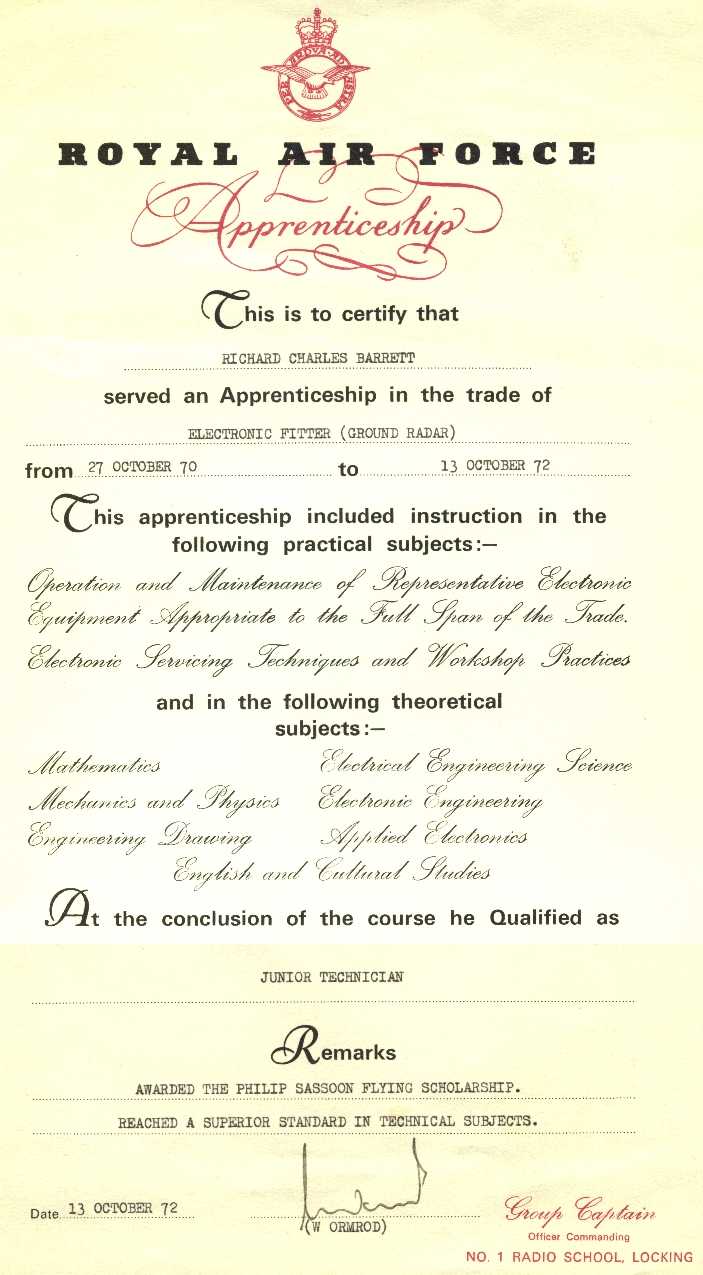 PER ARDVA AD ASTRA
ROYAL AIR FORCE
Apprenticeship
This is to certify that
RICHARD CHARLES BARRETT
served an Apprenticeship in the trade of
ELECTRONIC FITTER (GROUND RADAR)
from 27 OCTOBER 70 to 13 OCTOBER 72
This apprenticeship included instruction in the
following practical subjects:—
Operation and Maintenance of Representative Electronic
Equipment Appropriate to the Full Span of the Trade.
Electronic Servicing Techniques and Workshop Practices
and in the following theoretical
subjects:—
Mathematics Electrical Engineering Science
Mechanics and Physics Electronic Engineering
Engineering Drawing Applied Electronics
English and Cultural Studies
At the conclusion of the course he Qualified as
JUNIOR TECHNICIAN
Remarks
AWARDED THE PHILIP SASSOON FLYING SCHOLARSHIP.
REACHED A SUPERIOR STANDARD IN TECHNICAL SUBJECTS.
Date 13 OCTOBER 72
(W ORMROD)
Group Captain
Officer Commanding
NO. 1 RADIO SCHOOL, LOCKING